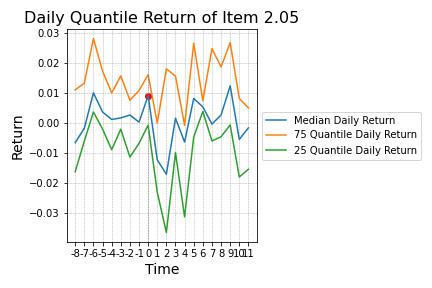 Daily Quantile Return of Item 2.05
0.03
0.02
0.01
0.00
−0.01
−0.02
−0.03
Return
-8 -7 -6 -5 -4 -3 -2 -1 0 1 2 3 4 5 6 7 8 9 10 11
Time
Median Daily Return
75 Quantile Daily Return
25 Quantile Daily Return